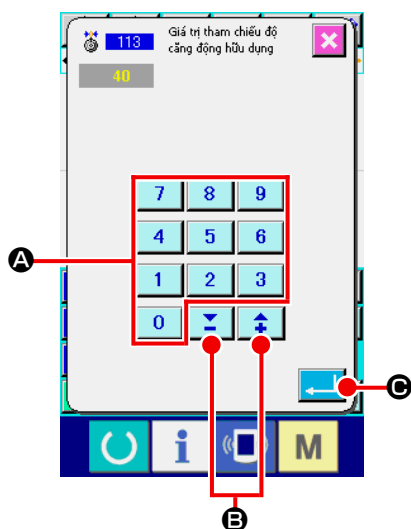 113 Giá trị tham chiếu độ
căng động hữu dụng
40
7 8 9
4 5 6
A
1 2 3
0
C
i M
B